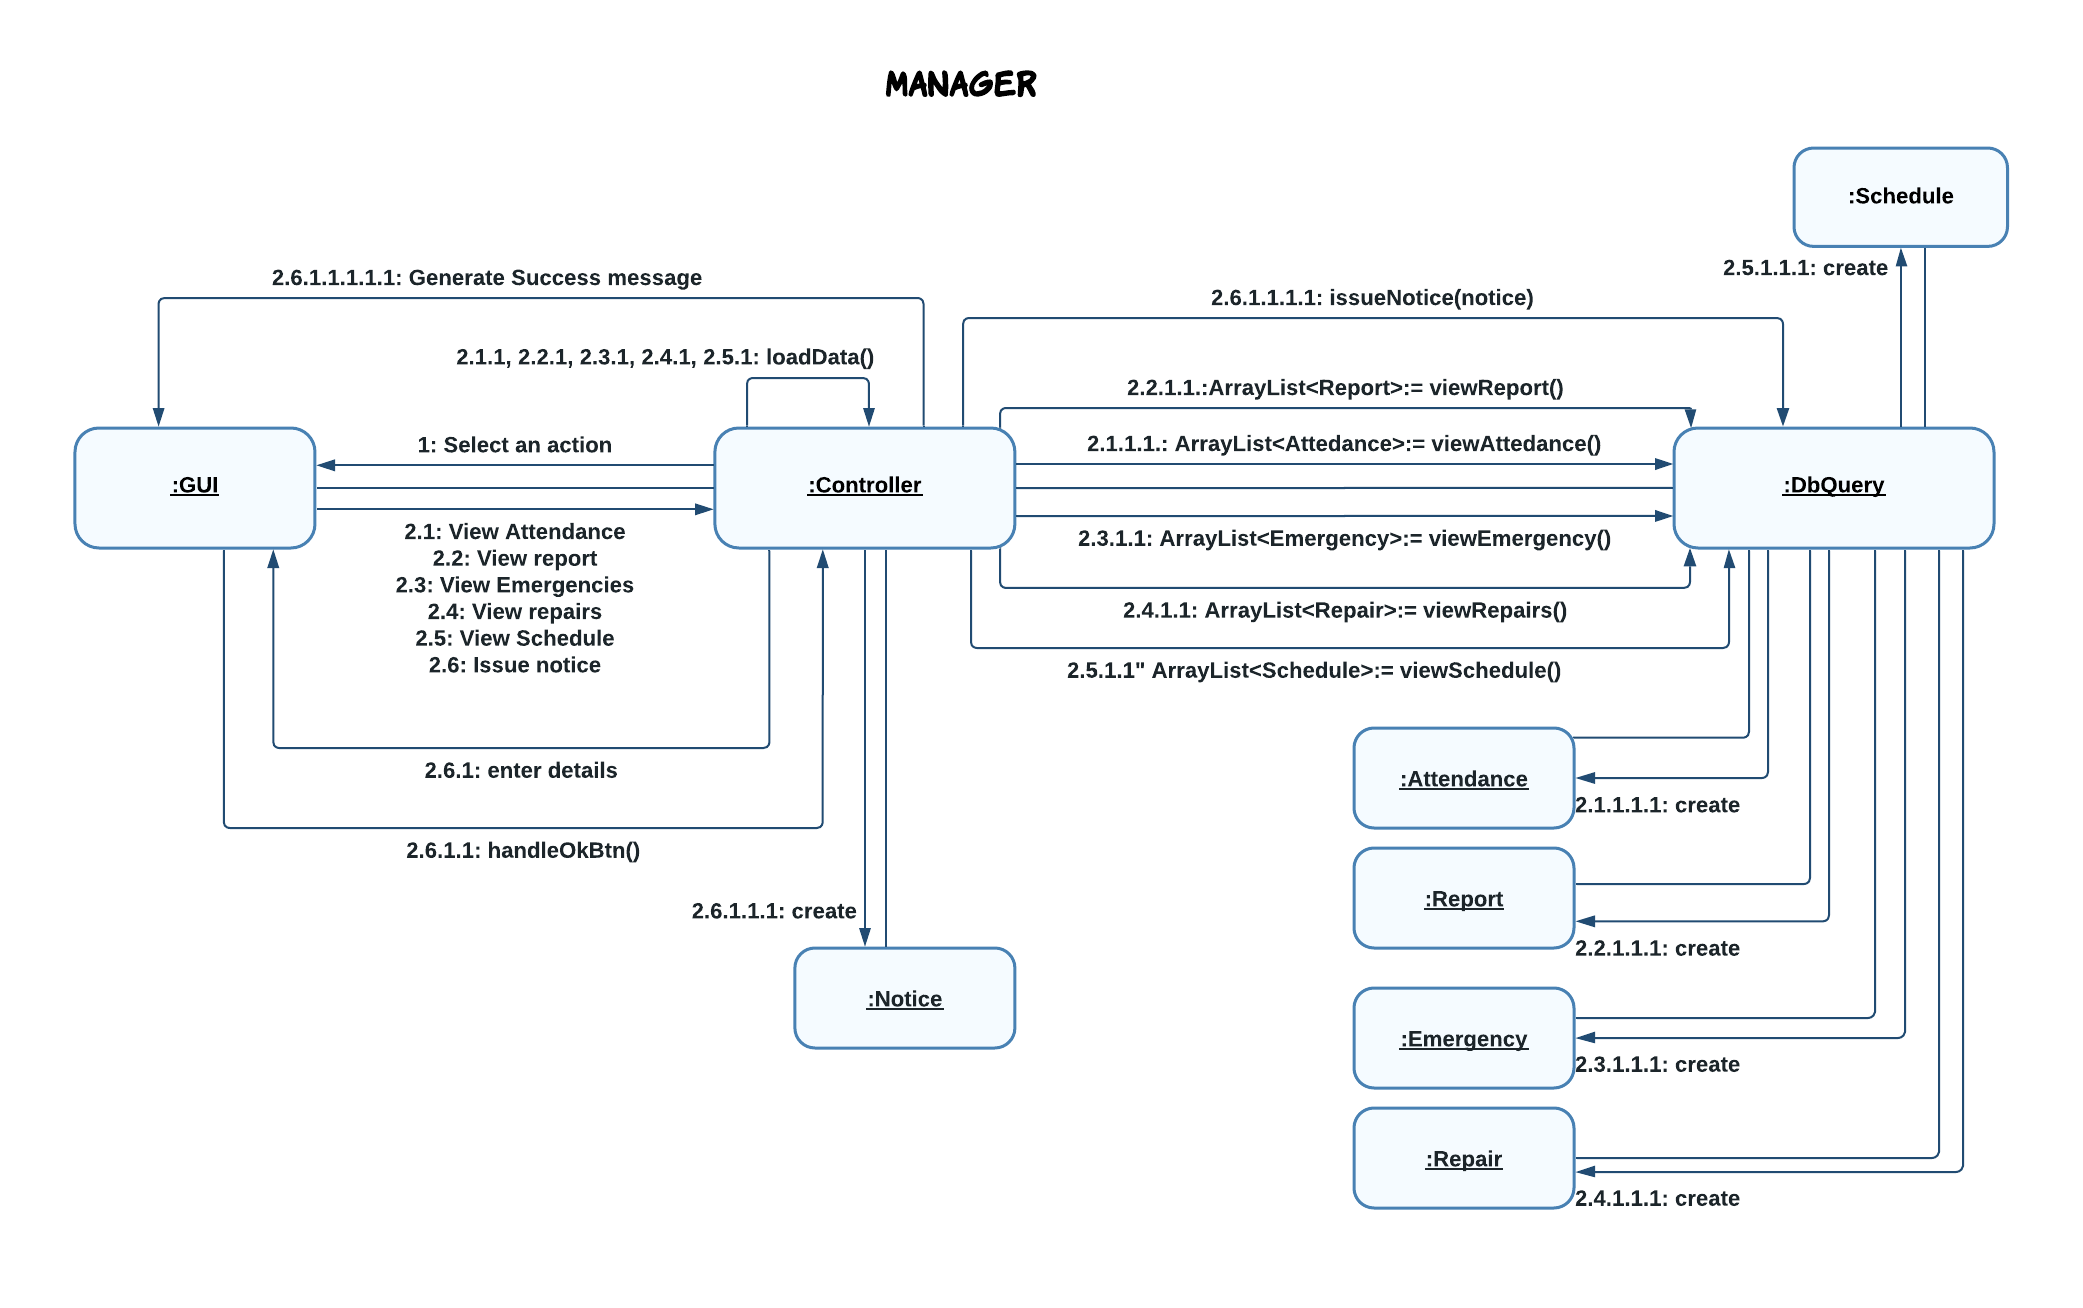 MANAGER
:Schedule
2.5.1.1.1: create
2.6.1.1.1.1.1: Generate Success message
2.6.1.1.1.1: issueNotice(notice)
2.1.1, 2.2.1, 2.3.1, 2.4.1, 2.5.1: loadData()
2.2.1.1.:ArrayList<Report>:= viewReport()
1: Select an action
2.1.1.1.: ArrayList<Attedance>:= viewAttedance()
:GUI
:Controller
:DbQuery
2.1: View Attendance
2.2: View report
2.3: View Emergencies
2.4: View repairs
2.5: View Schedule
2.6: Issue notice
2.3.1.1: ArrayList<Emergency>:= viewEmergency()
2.4.1.1: ArrayList<Repair>:= viewRepairs()
2.5.1.1" ArrayList<Schedule>:= viewSchedule()
2.6.1: enter details
:Attendance
2.1.1.1.1: create
2.6.1.1: handleOkBtn()
:Report
2.6.1.1.1: create
2.2.1.1.1: create
:Notice
:Emergency
2.3.1.1.1: create
:Repair
2.4.1.1.1: create